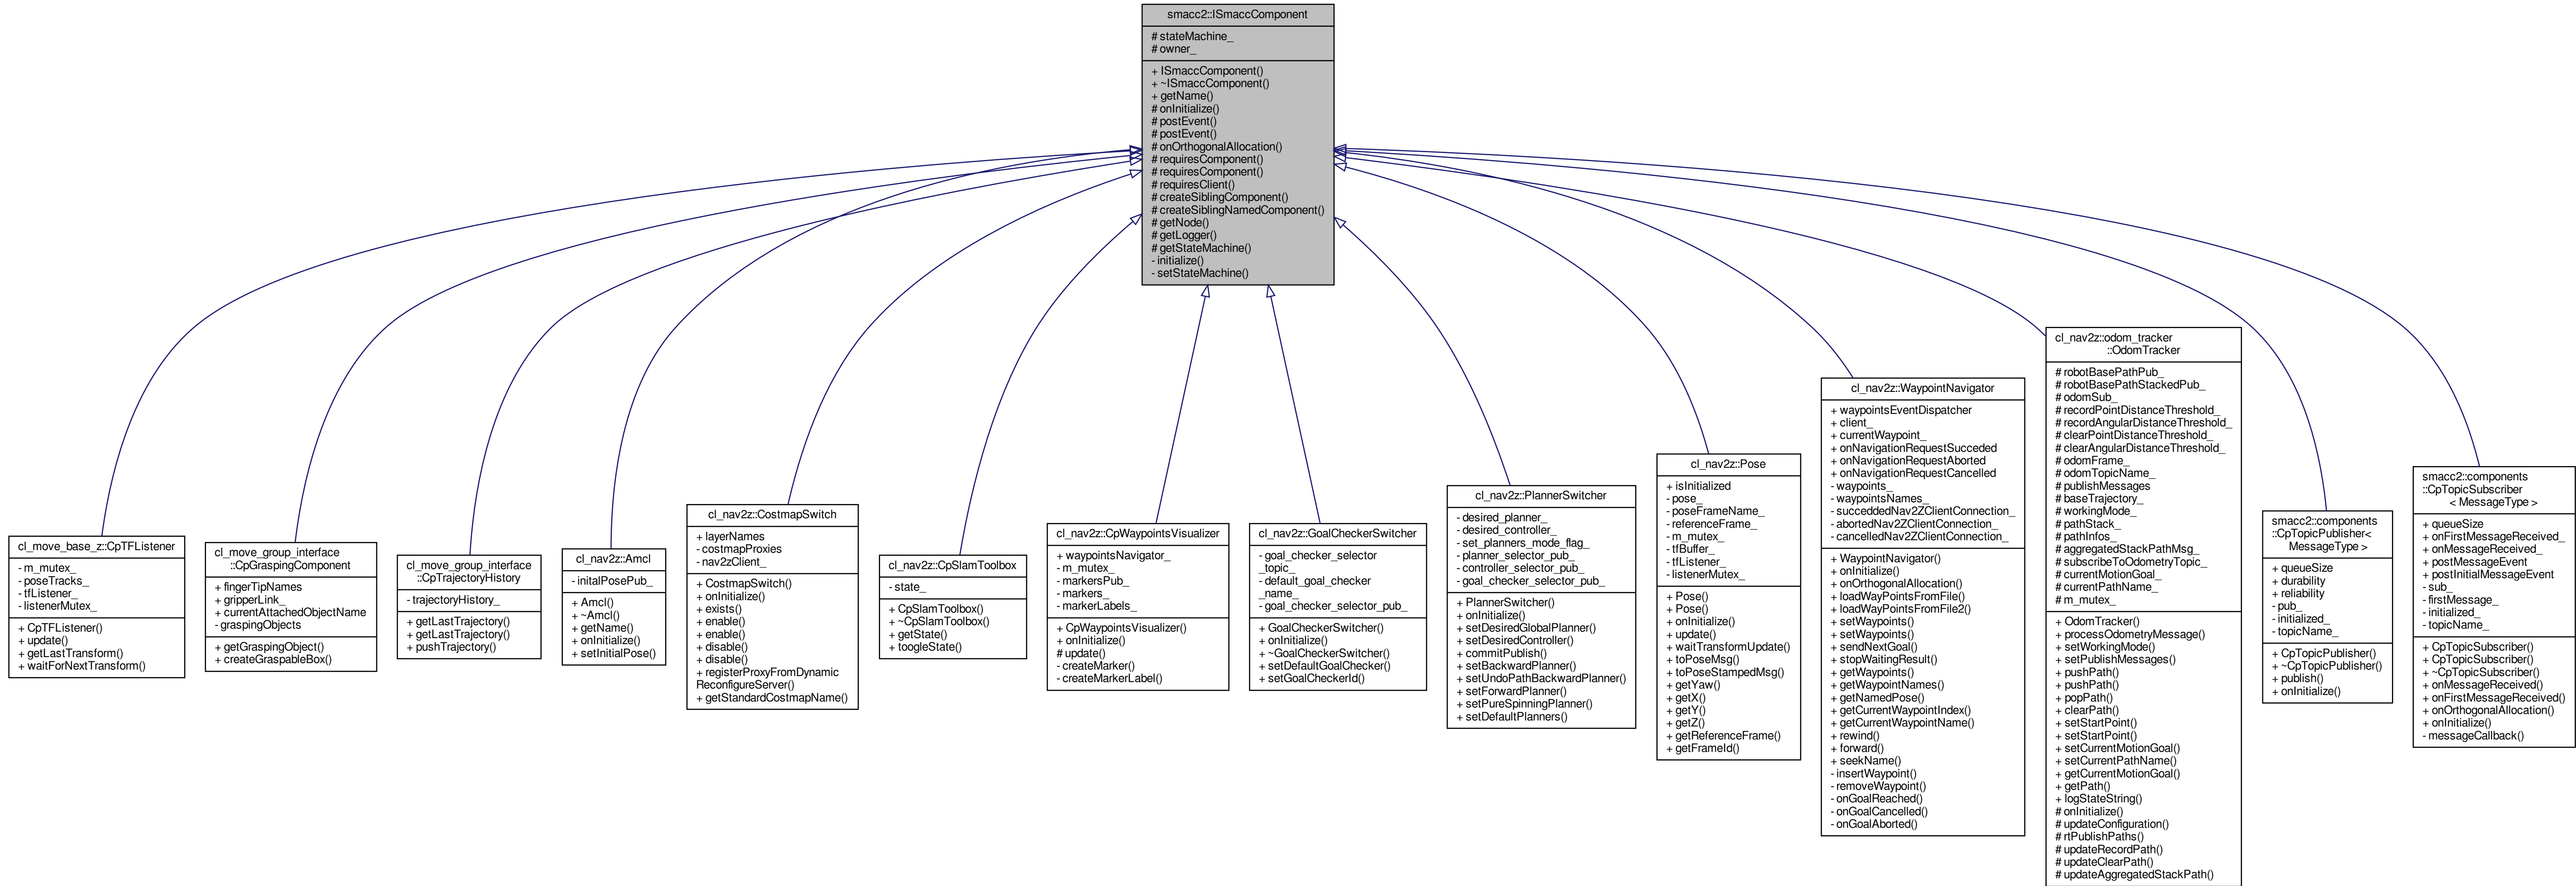 smacc2::ISmaccComponent
# stateMachine_
# owner_
+ ISmaccComponent()
+ ~ISmaccComponent()
+ getName()
# onInitialize()
# postEvent()
# postEvent()
# onOrthogonalAllocation()
# requiresComponent()
# requiresComponent()
# requiresClient()
# createSiblingComponent()
# createSiblingNamedComponent()
# getNode()
# getLogger()
# getStateMachine()
- initialize()
- setStateMachine()
cl_move_base_z::CpTFListener
- m_mutex_
- poseTracks_
- tfListener_
- listenerMutex_
+ CpTFListener()
+ update()
+ getLastTransform()
+ waitForNextTransform()
cl_move_group_interface
::CpGraspingComponent
+ fingerTipNames
+ gripperLink_
+ currentAttachedObjectName
- graspingObjects
+ getGraspingObject()
+ createGraspableBox()
cl_move_group_interface
::CpTrajectoryHistory
- trajectoryHistory_
+ getLastTrajectory()
+ getLastTrajectory()
+ pushTrajectory()
cl_nav2z::Amcl
- initalPosePub_
+ Amcl()
+ ~Amcl()
+ getName()
+ onInitialize()
+ setInitialPose()
cl_nav2z::CostmapSwitch
+ layerNames
- costmapProxies
- nav2zClient_
+ CostmapSwitch()
+ onInitialize()
+ exists()
+ enable()
+ enable()
+ disable()
+ disable()
+ registerProxyFromDynamic
ReconfigureServer()
+ getStandardCostmapName()
cl_nav2z::CpSlamToolbox
- state_
+ CpSlamToolbox()
+ ~CpSlamToolbox()
+ getState()
+ toogleState()
cl_nav2z::CpWaypointsVisualizer
+ waypointsNavigator_
- m_mutex_
- markersPub_
- markers_
- markerLabels_
+ CpWaypointsVisualizer()
+ onInitialize()
# update()
- createMarker()
- createMarkerLabel()
cl_nav2z::GoalCheckerSwitcher
- goal_checker_selector
_topic_
- default_goal_checker
_name_
- goal_checker_selector_pub_
+ GoalCheckerSwitcher()
+ onInitialize()
+ ~GoalCheckerSwitcher()
+ setDefaultGoalChecker()
+ setGoalCheckerId()
cl_nav2z::PlannerSwitcher
- desired_planner_
- desired_controller_
- set_planners_mode_flag_
- planner_selector_pub_
- controller_selector_pub_
- goal_checker_selector_pub_
+ PlannerSwitcher()
+ onInitialize()
+ setDesiredGlobalPlanner()
+ setDesiredController()
+ commitPublish()
+ setBackwardPlanner()
+ setUndoPathBackwardPlanner()
+ setForwardPlanner()
+ setPureSpinningPlanner()
+ setDefaultPlanners()
cl_nav2z::Pose
+ isInitialized
- pose_
- poseFrameName_
- referenceFrame_
- m_mutex_
- tfBuffer_
- tfListener_
- listenerMutex_
+ Pose()
+ Pose()
+ onInitialize()
+ update()
+ waitTransformUpdate()
+ toPoseMsg()
+ toPoseStampedMsg()
+ getYaw()
+ getX()
+ getY()
+ getZ()
+ getReferenceFrame()
+ getFrameId()
cl_nav2z::WaypointNavigator
+ waypointsEventDispatcher
+ client_
+ currentWaypoint_
+ onNavigationRequestSucceded
+ onNavigationRequestAborted
+ onNavigationRequestCancelled
- waypoints_
- waypointsNames_
- succeddedNav2ZClientConnection_
- abortedNav2ZClientConnection_
- cancelledNav2ZClientConnection_
+ WaypointNavigator()
+ onInitialize()
+ onOrthogonalAllocation()
+ loadWayPointsFromFile()
+ loadWayPointsFromFile2()
+ setWaypoints()
+ setWaypoints()
+ sendNextGoal()
+ stopWaitingResult()
+ getWaypoints()
+ getWaypointNames()
+ getNamedPose()
+ getCurrentWaypointIndex()
+ getCurrentWaypointName()
+ rewind()
+ forward()
+ seekName()
- insertWaypoint()
- removeWaypoint()
- onGoalReached()
- onGoalCancelled()
- onGoalAborted()
cl_nav2z::odom_tracker
::OdomTracker
# robotBasePathPub_
# robotBasePathStackedPub_
# odomSub_
# recordPointDistanceThreshold_
# recordAngularDistanceThreshold_
# clearPointDistanceThreshold_
# clearAngularDistanceThreshold_
# odomFrame_
# odomTopicName_
# publishMessages
# baseTrajectory_
# workingMode_
# pathStack_
# pathInfos_
# aggregatedStackPathMsg_
# subscribeToOdometryTopic_
# currentMotionGoal_
# currentPathName_
# m_mutex_
+ OdomTracker()
+ processOdometryMessage()
+ setWorkingMode()
+ setPublishMessages()
+ pushPath()
+ pushPath()
+ popPath()
+ clearPath()
+ setStartPoint()
+ setStartPoint()
+ setCurrentMotionGoal()
+ setCurrentPathName()
+ getCurrentMotionGoal()
+ getPath()
+ logStateString()
# onInitialize()
# updateConfiguration()
# rtPublishPaths()
# updateRecordPath()
# updateClearPath()
# updateAggregatedStackPath()
smacc2::components
::CpTopicPublisher<
MessageType >
+ queueSize
+ durability
+ reliability
- pub_
- initialized_
- topicName_
+ CpTopicPublisher()
+ ~CpTopicPublisher()
+ publish()
+ onInitialize()
smacc2::components
::CpTopicSubscriber
< MessageType >
+ queueSize
+ onFirstMessageReceived_
+ onMessageReceived_
+ postMessageEvent
+ postInitialMessageEvent
- sub_
- firstMessage_
- initialized_
- topicName_
+ CpTopicSubscriber()
+ CpTopicSubscriber()
+ ~CpTopicSubscriber()
+ onMessageReceived()
+ onFirstMessageReceived()
+ onOrthogonalAllocation()
+ onInitialize()
- messageCallback()